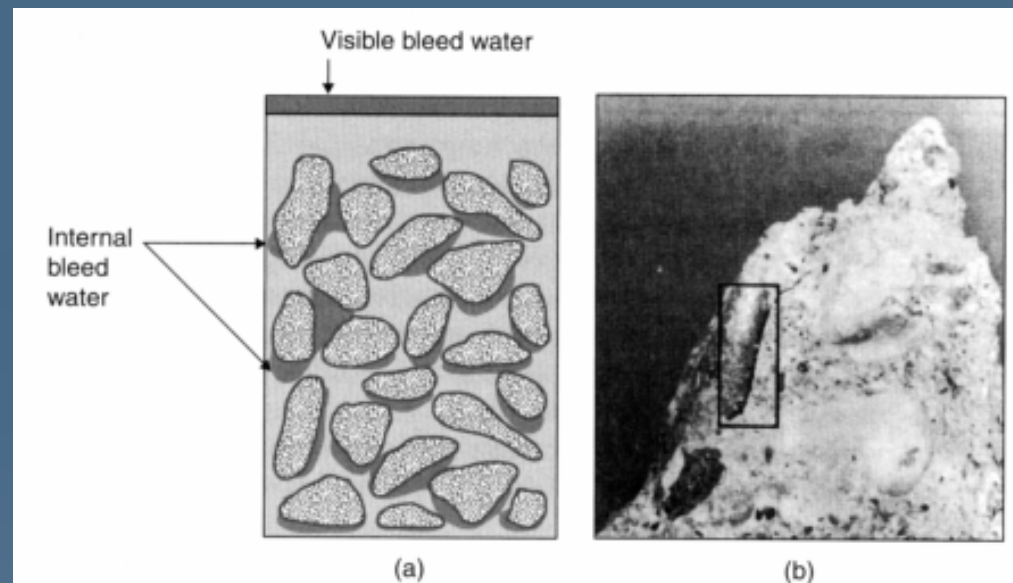 Visible bleed water
Internal
bleed
water
(a)
(b)